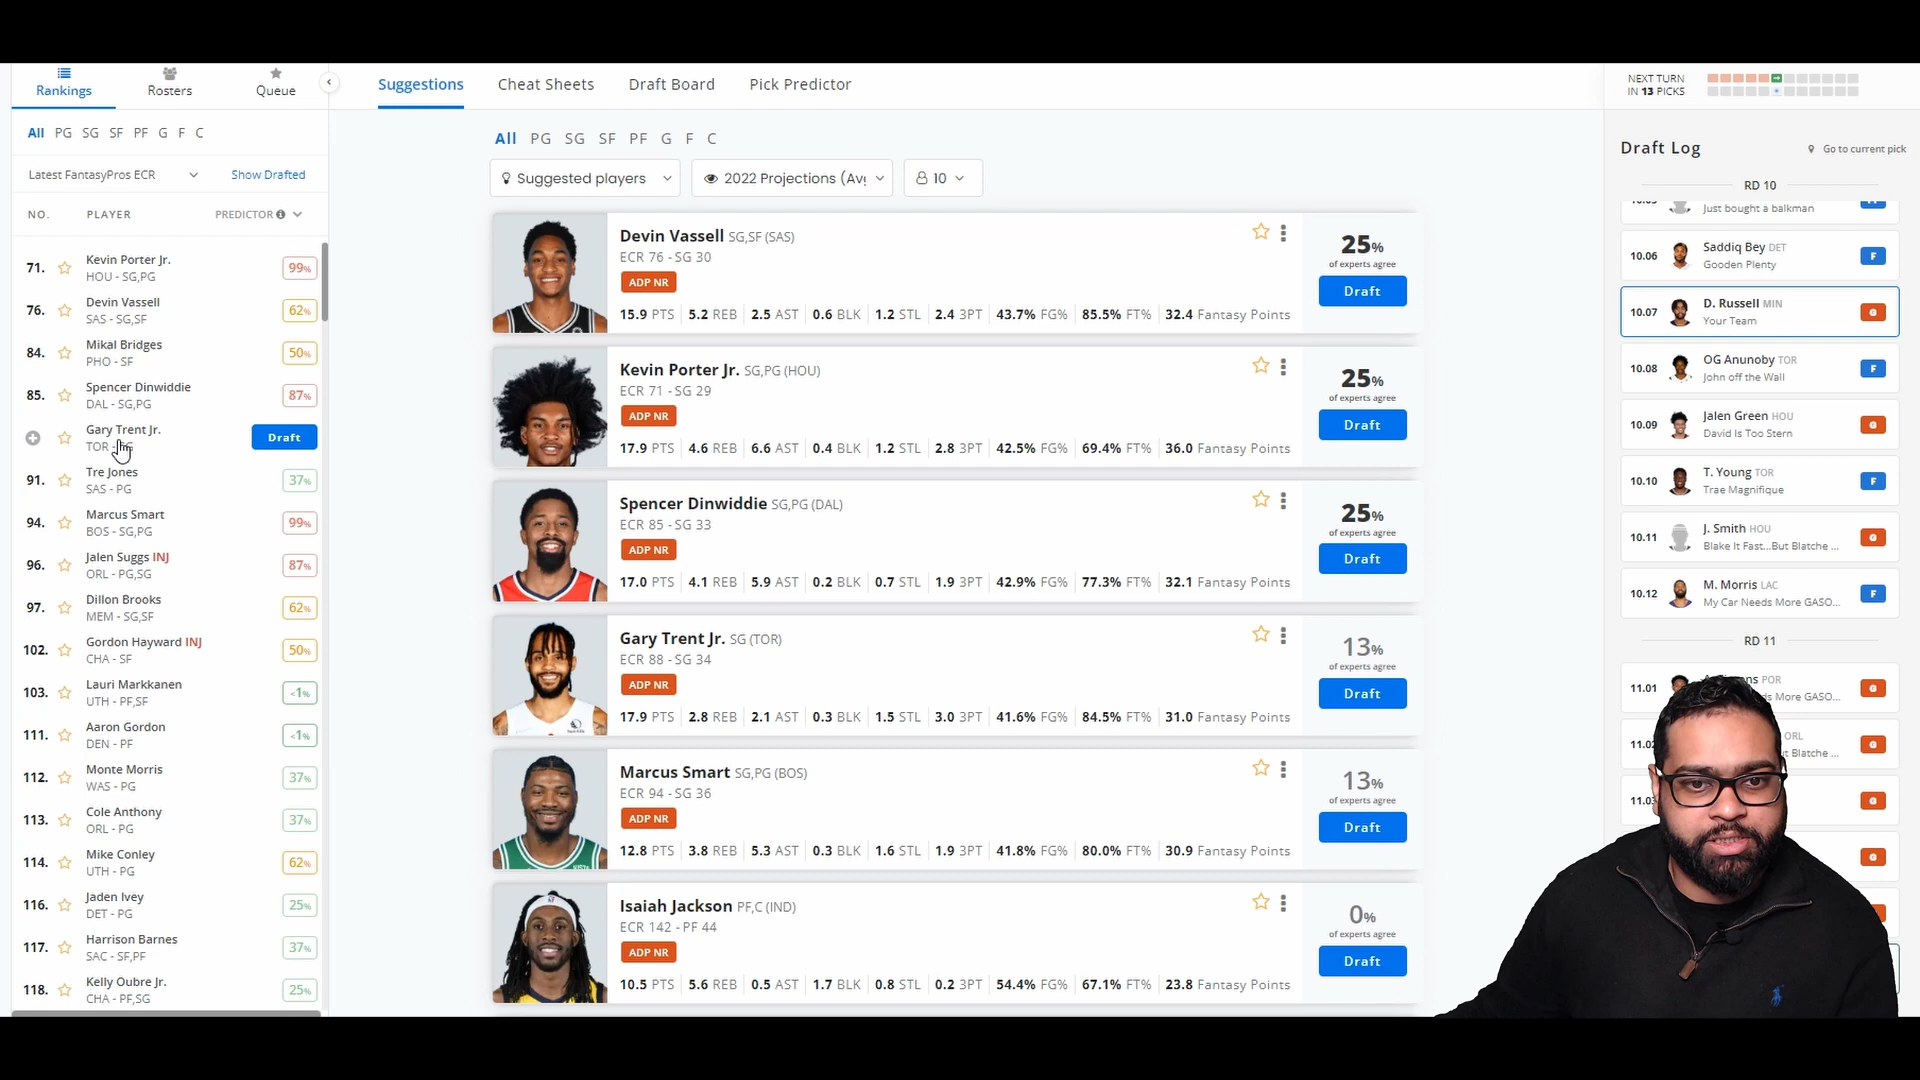 Rankings
Rosters
Queue
All PG SG SF PF G F C
Latest FantasyPros ECR
Show Drafted
NO. PLAYER PREDICTOR
71. Kevin Porter Jr. 99%
HOU - SG,PG
76. Devin Vassell 62%
SAS - SG,SF
84. Mikal Bridges 50%
PHO - SF
85. Spencer Dinwiddie 87%
DAL - SG,PG
Gary Trent Jr. Draft
TOR
91. Tre Jones 37%
SAS - PG
94. Marcus Smart 99%
BOS - SG,PG
96. Jalen Suggs INJ 87%
ORL - PG,SG
97. Dillon Brooks 62%
MEM - SG,SF
102. Gordon Hayward INJ 50%
CHA - SF
103. Lauri Markkanen <1%
UTH - PF,SF
111. Aaron Gordon <1%
DEN - PF
112. Monte Morris 37%
WAS - PG
113. Cole Anthony 37%
ORL - PG
114. Mike Conley 62%
UTH - PG
116. Jaden Ivey 25%
DET - PG
117. Harrison Barnes 37%
SAC - SF,PF
118. Kelly Oubre Jr. 25%
CHA - PF,SG
Suggestions Cheat Sheets Draft Board Pick Predictor
All PG SG SF PF G F C
Suggested players
2022 Projections (Avg
10
Devin Vassell SG,SF (SAS)
ECR 76 - SG 30
ADP NR
15.9 PTS 5.2 REB 2.5 AST 0.6 BLK 1.2 STL 2.4 3PT 43.7% FG% 85.5% FT% 32.4 Fantasy Points
25%
of experts agree
Draft
Kevin Porter Jr. SG,PG (HOU)
ECR 71 - SG 29
ADP NR
17.9 PTS 4.6 REB 6.6 AST 0.4 BLK 1.2 STL 2.8 3PT 42.5% FG% 69.4% FT% 36.0 Fantasy Points
25%
of experts agree
Draft
Spencer Dinwiddie SG,PG (DAL)
ECR 85 - SG 33
ADP NR
17.0 PTS 4.1 REB 5.9 AST 0.2 BLK 0.7 STL 1.9 3PT 42.9% FG% 77.3% FT% 32.1 Fantasy Points
25%
of experts agree
Draft
Gary Trent Jr. SG (TOR)
ECR 88 - SG 34
ADP NR
17.9 PTS 2.8 REB 2.1 AST 0.3 BLK 1.5 STL 3.0 3PT 41.6% FG% 84.5% FT% 31.0 Fantasy Points
13%
of experts agree
Draft
Marcus Smart SG,PG (BOS)
ECR 94 - SG 36
ADP NR
12.8 PTS 3.8 REB 5.3 AST 0.3 BLK 1.6 STL 1.9 3PT 41.8% FG% 80.0% FT% 30.9 Fantasy Points
13%
of experts agree
Draft
Isaiah Jackson PF,C (IND)
ECR 142 - PF 44
ADP NR
10.5 PTS 5.6 REB 0.5 AST 1.7 BLK 0.8 STL 0.2 3PT 54.4% FG% 67.1% FT% 23.8 Fantasy Points
0%
of experts agree
Draft
NEXT TURN
IN 13 PICKS
Draft Log
Go to current pick
RD 10
Just bought a balkman
10.06 Saddiq Bey DET F
Gooden Plenty
10.07 D. Russell MIN G
Your Team
10.08 OG Anunoby TOR F
John off the Wall
10.09 Jalen Green HOU G
David Is Too Stern
10.10 T. Young TOR F
Trae Magnifique
10.11 J. Smith HOU G
Blake It Fast...But Blatche ...
10.12 M. Morris LAC F
My Car Needs More GASO...
RD 11
11.01 POR G
More GASO...
ORL G
Blatche ...
G
G